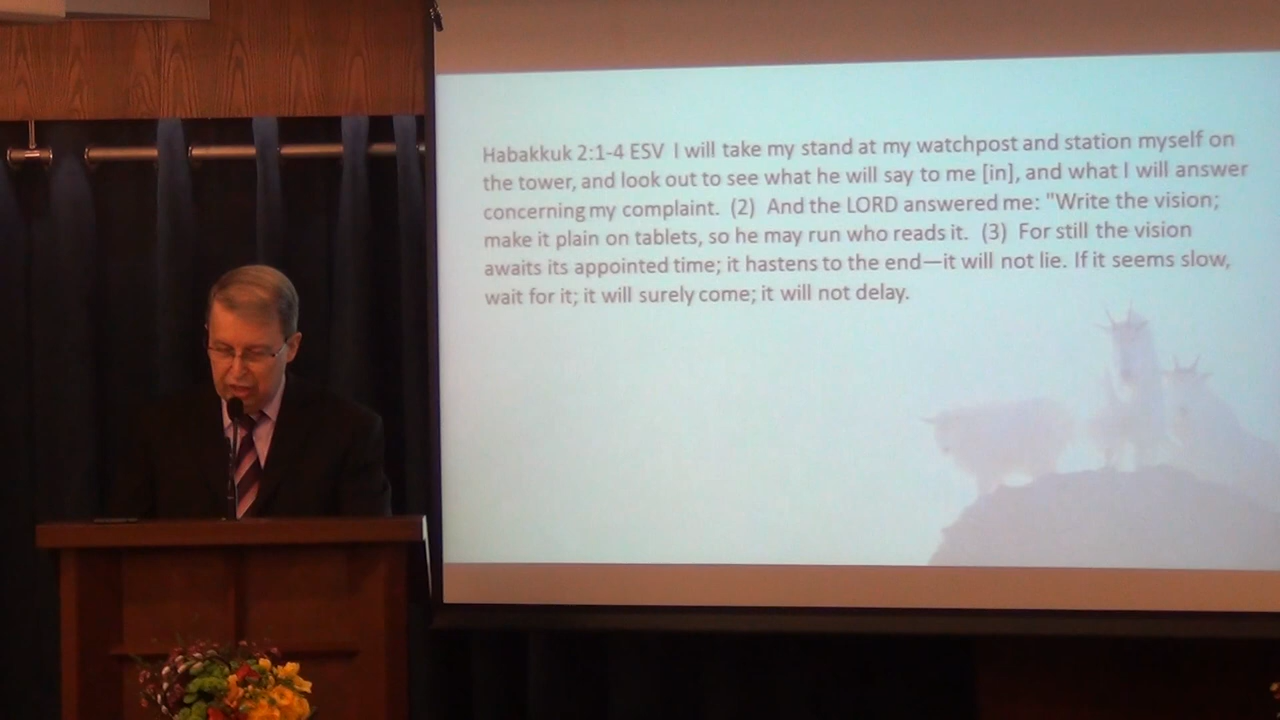 Habakkuk 2:1-4 ESV I will take my stand at my watchpost and station myself on
the tower, and look out to see what he will say to me [in], and what I will answer
concerning my complaint. (2) And the LORD answered me: "Write the vision;
make it plain on tablets, so he may run who reads it. (3) For still the vision
awaits its appointed time; it hastens to the end—it will not lie. If it seems slow,
wait for it; it will surely come; it will not delay.